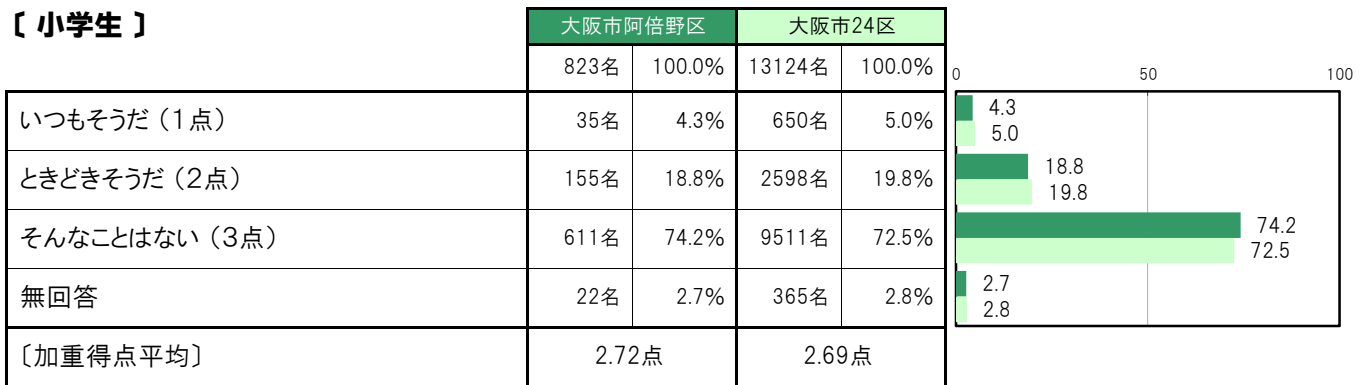 〔 小学生 〕
大阪市阿倍野区 大阪市24区
823名 100.0% 13124名 100.0%
0 50 100
いつもそうだ （１点） 35名 4.3% 650名 5.0%
4.3
5.0
ときどきそうだ （２点） 155名 18.8% 2598名 19.8%
18.8
19.8
そんなことはない （３点） 611名 74.2% 9511名 72.5%
74.2
72.5
無回答 22名 2.7% 365名 2.8%
2.7
2.8
〔加重得点平均〕 2.72点 2.69点